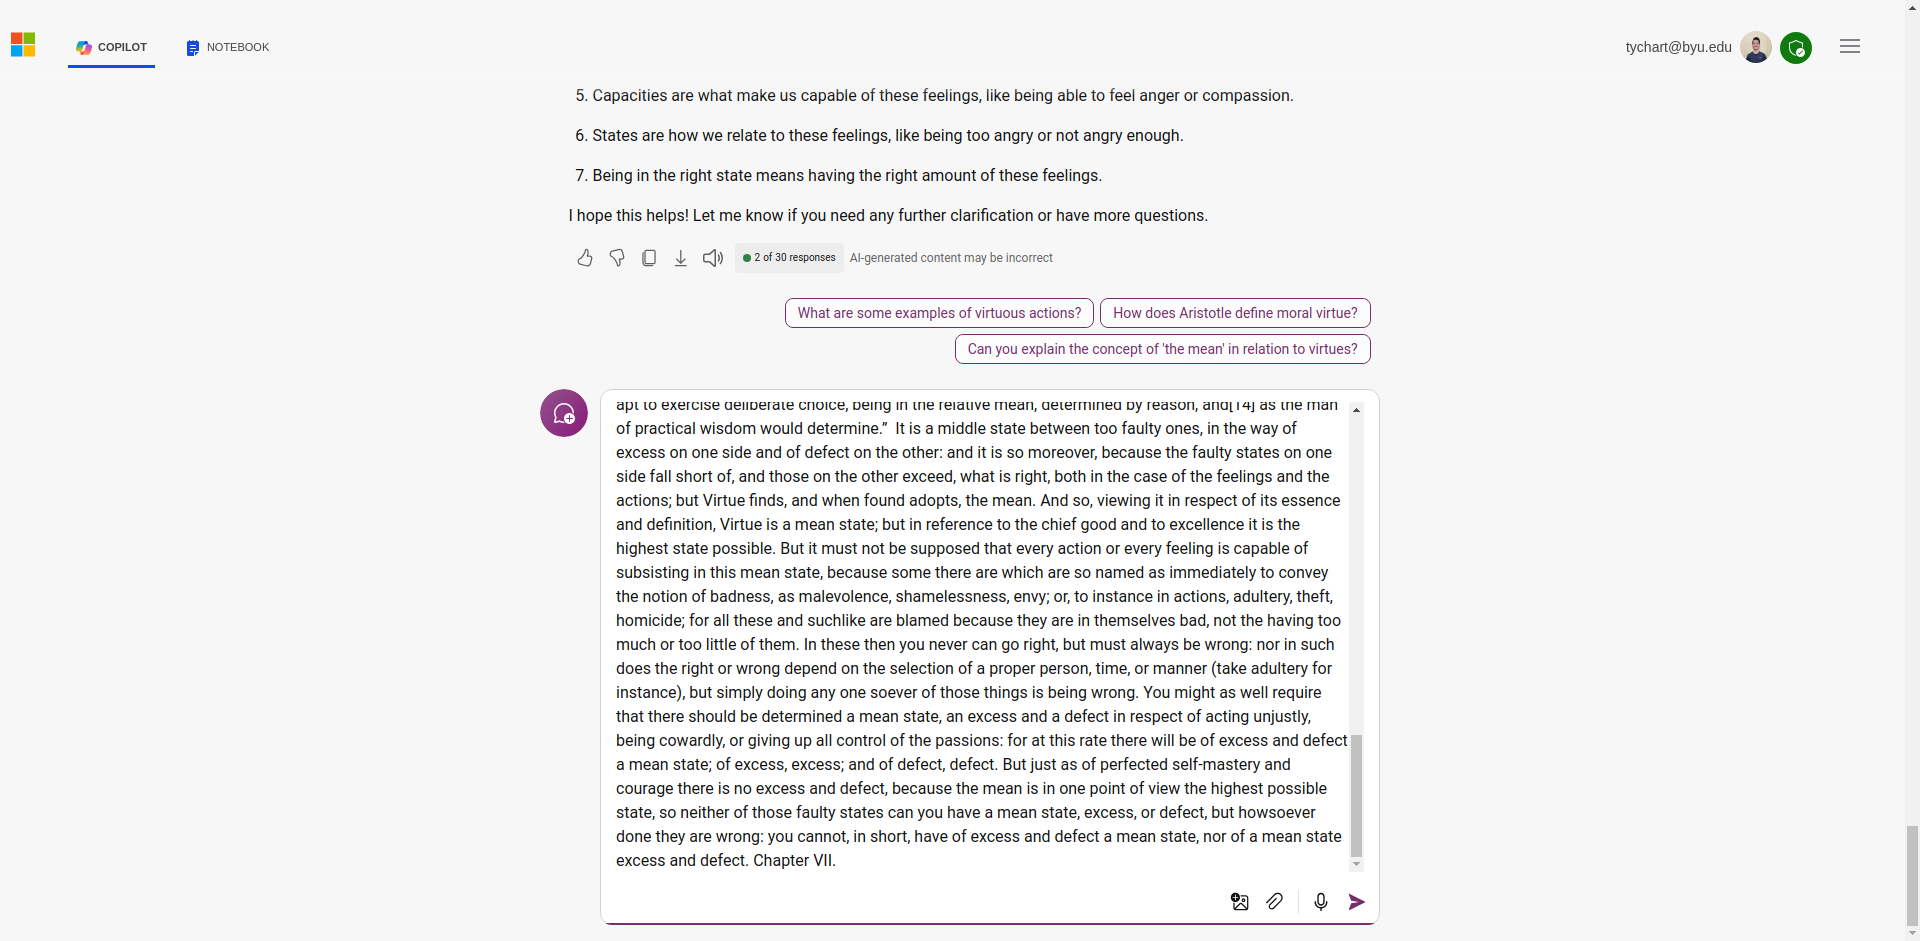 COPILOT
NOTEBOOK
tychart@byu.edu
5. Capacities are what make us capable of these feelings, like being able to feel anger or compassion.
6. States are how we relate to these feelings, like being too angry or not angry enough.
7. Being in the right state means having the right amount of these feelings.
I hope this helps! Let me know if you need any further clarification or have more questions.
2 of 30 responses
AI-generated content may be incorrect
What are some examples of virtuous actions?
How does Aristotle define moral virtue?
Can you explain the concept of 'the mean' in relation to virtues?
apt to exercise deliberate choice, being in the relative mean, determined by reason, and[14] as the man
of practical wisdom would determine.”  It is a middle state between too faulty ones, in the way of
excess on one side and of defect on the other: and it is so moreover, because the faulty states on one
side fall short of, and those on the other exceed, what is right, both in the case of the feelings and the
actions; but Virtue finds, and when found adopts, the mean. And so, viewing it in respect of its essence
and definition, Virtue is a mean state; but in reference to the chief good and to excellence it is the
highest state possible. But it must not be supposed that every action or every feeling is capable of
subsisting in this mean state, because some there are which are so named as immediately to convey
the notion of badness, as malevolence, shamelessness, envy; or, to instance in actions, adultery, theft,
homicide; for all these and suchlike are blamed because they are in themselves bad, not the having too
much or too little of them. In these then you never can go right, but must always be wrong: nor in such
does the right or wrong depend on the selection of a proper person, time, or manner (take adultery for
instance), but simply doing any one soever of those things is being wrong. You might as well require
that there should be determined a mean state, an excess and a defect in respect of acting unjustly,
being cowardly, or giving up all control of the passions: for at this rate there will be of excess and defect
a mean state; of excess, excess; and of defect, defect. But just as of perfected self-mastery and
courage there is no excess and defect, because the mean is in one point of view the highest possible
state, so neither of those faulty states can you have a mean state, excess, or defect, but howsoever
done they are wrong: you cannot, in short, have of excess and defect a mean state, nor of a mean state
excess and defect. Chapter VII.